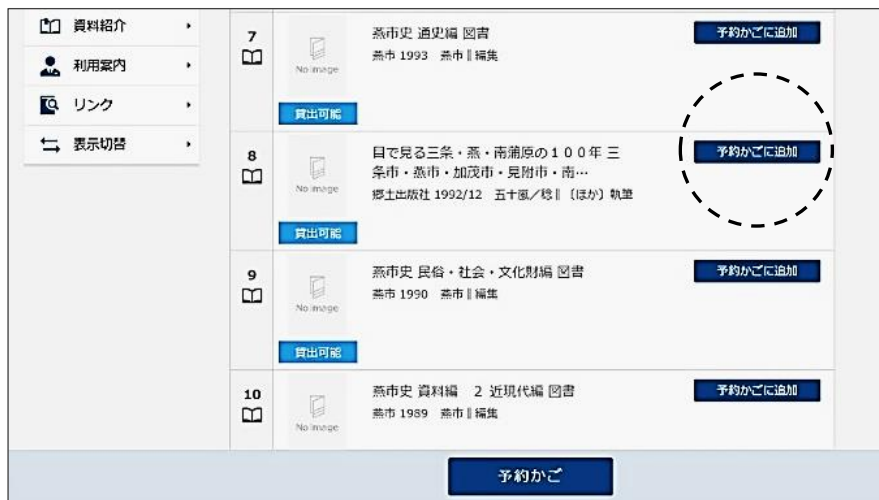 資料紹介
利用案内
リンク
表示切替
7
No Image
貸出可能
燕市史 通史編 図書
燕市 1993 燕市‖編集
予約かごに追加
8
No Image
貸出可能
目で見る三条・燕・南蒲原の100年 三
条市・燕市・加茂市・見附市・南…
郷土出版社 1992/12 五十嵐/稔‖〔ほか〕執筆
予約かごに追加
9
No Image
貸出可能
燕市史 民俗・社会・文化財編 図書
燕市 1990 燕市‖編集
予約かごに追加
10
No Image
燕市史 資料編 2 近現代編 図書
燕市 1989 燕市‖編集
予約かごに追加
予約かご